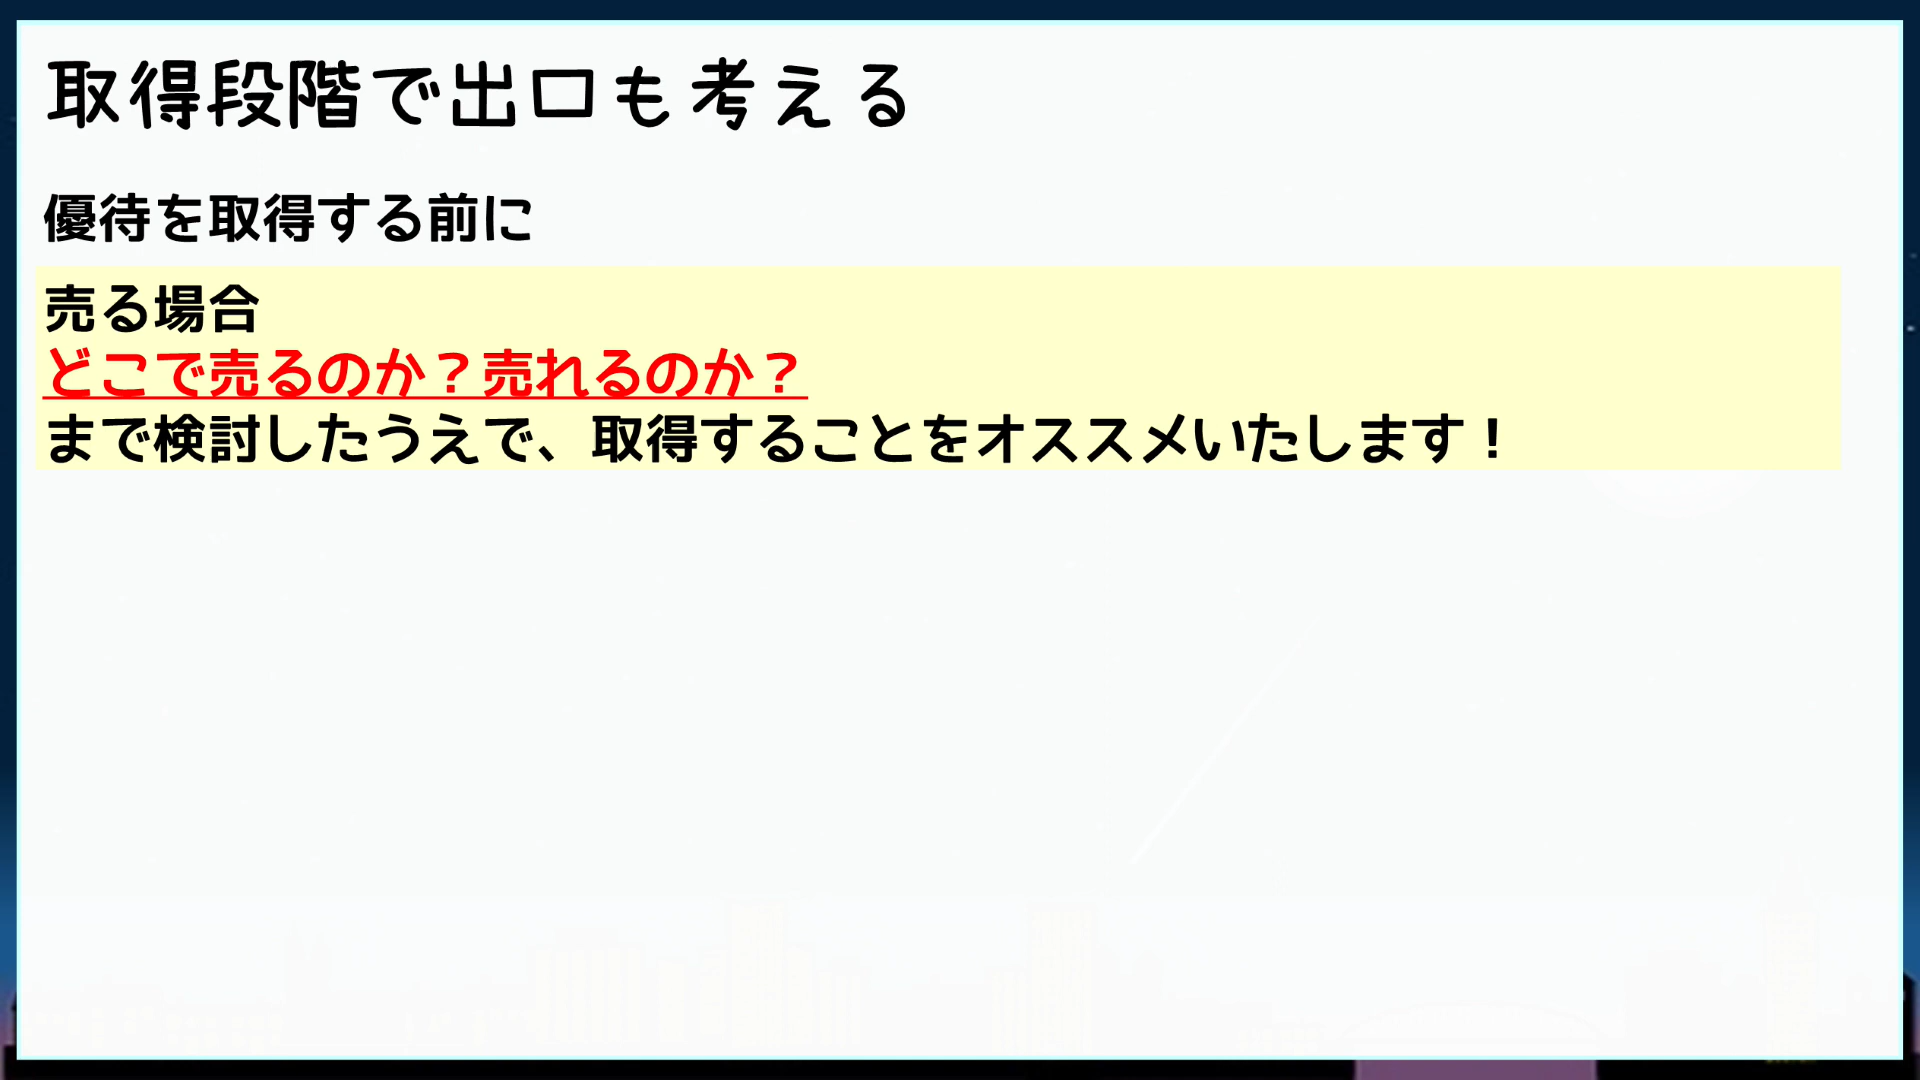 取得段階で出口も考える
優待を取得する前に
売る場合
どこで売るのか？売れるのか？
まで検討したうえで、取得することをオススメいたします！